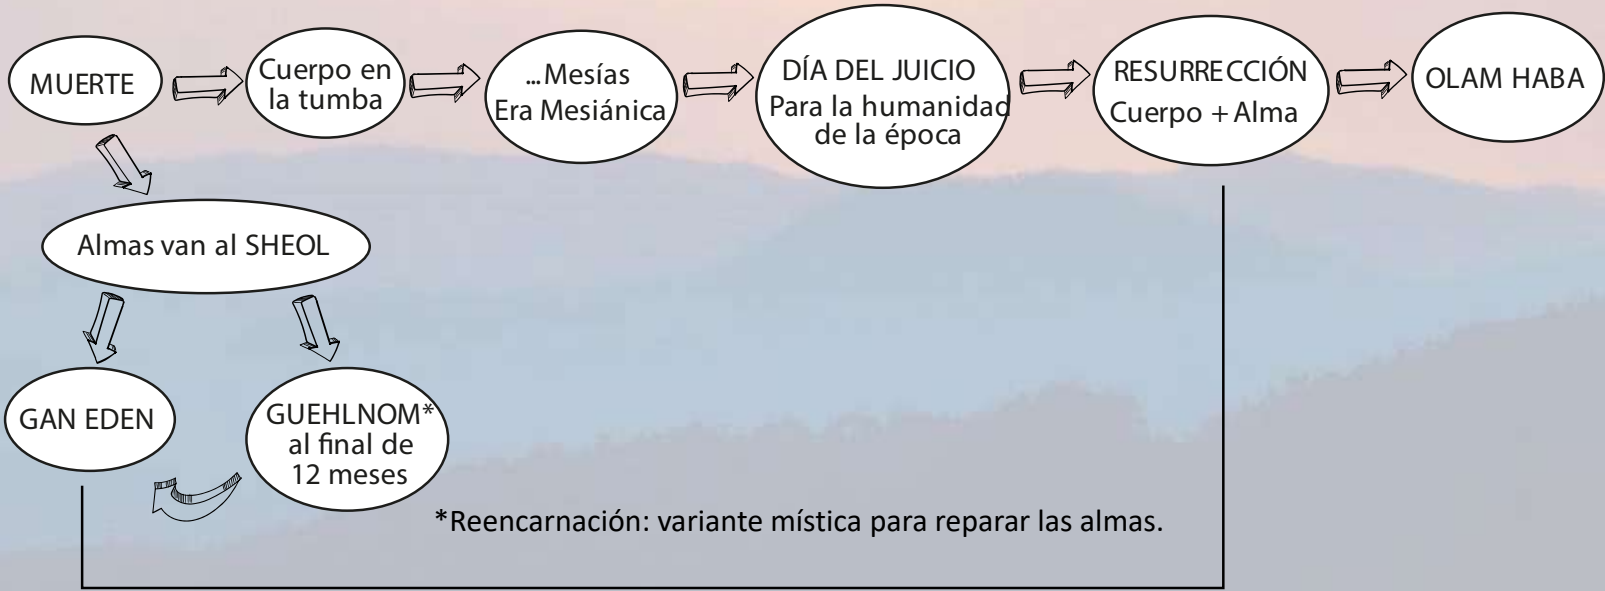 MUERTE
Cuerpo en
la tumba
...Mesías
Era Mesiánica
DÍA DEL JUICIO
Para la humanidad
de la época
RESURRECCIÓN
Cuerpo + Alma
OLAM HABA
Almas van al SHEOL
GAN EDEN
GUEHLNOM*
al final de
12 meses
*Reencarnación: variante mística para reparar las almas.